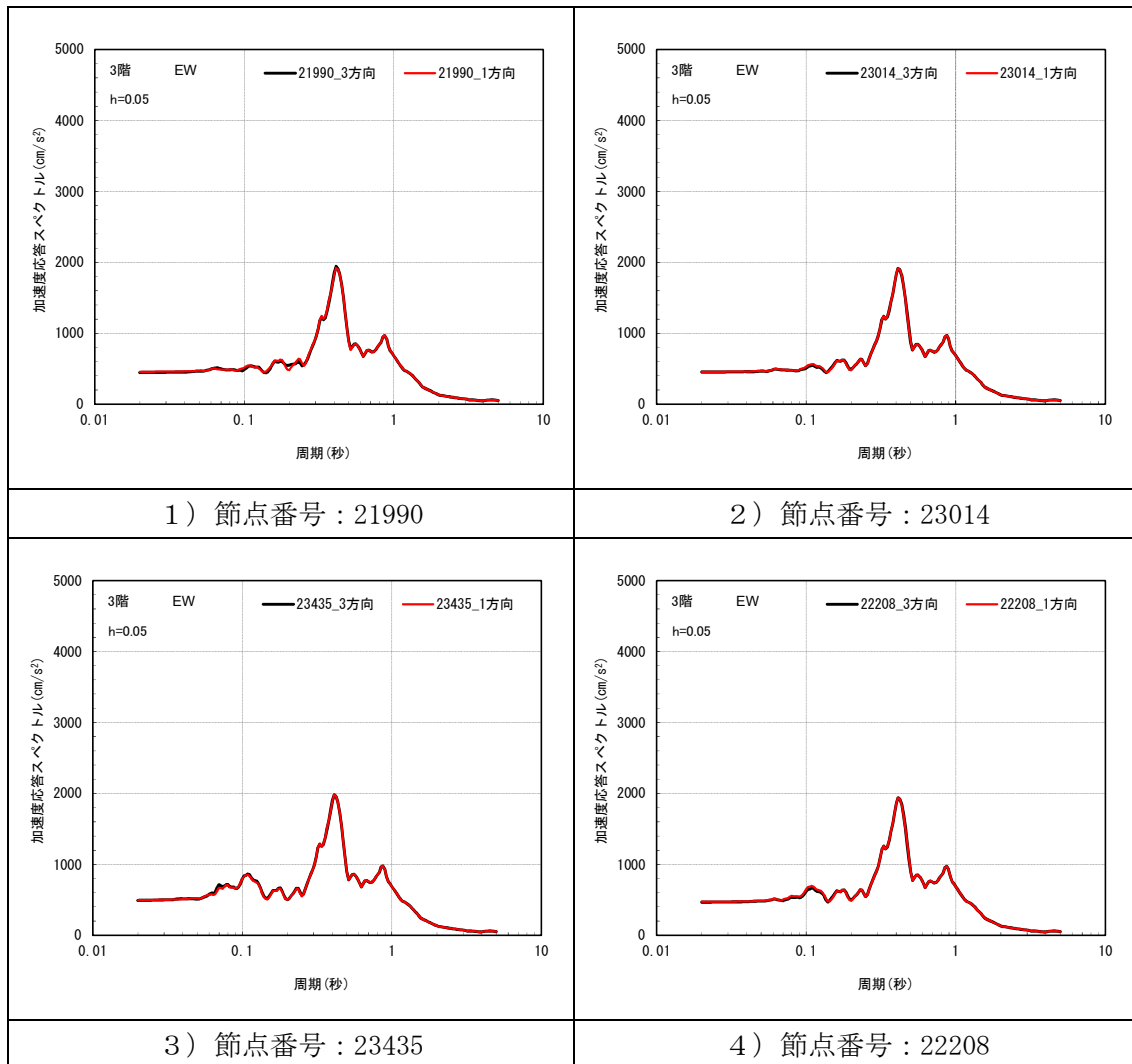 5000
4000
3000
2000
1000
0
加速度応答スペクトル(cm/s²)
3階 EW
h=0.05
21990_3方向 21990_1方向
0.01 0.1 1 10
周期(秒)
1）節点番号：21990
5000
4000
3000
2000
1000
0
加速度応答スペクトル(cm/s²)
3階 EW
h=0.05
23014_3方向 23014_1方向
0.01 0.1 1 10
周期(秒)
2）節点番号：23014
5000
4000
3000
2000
1000
0
加速度応答スペクトル(cm/s²)
3階 EW
h=0.05
23435_3方向 23435_1方向
0.01 0.1 1 10
周期(秒)
3）節点番号：23435
5000
4000
3000
2000
1000
0
加速度応答スペクトル(cm/s²)
3階 EW
h=0.05
22208_3方向 22208_1方向
0.01 0.1 1 10
周期(秒)
4）節点番号：22208